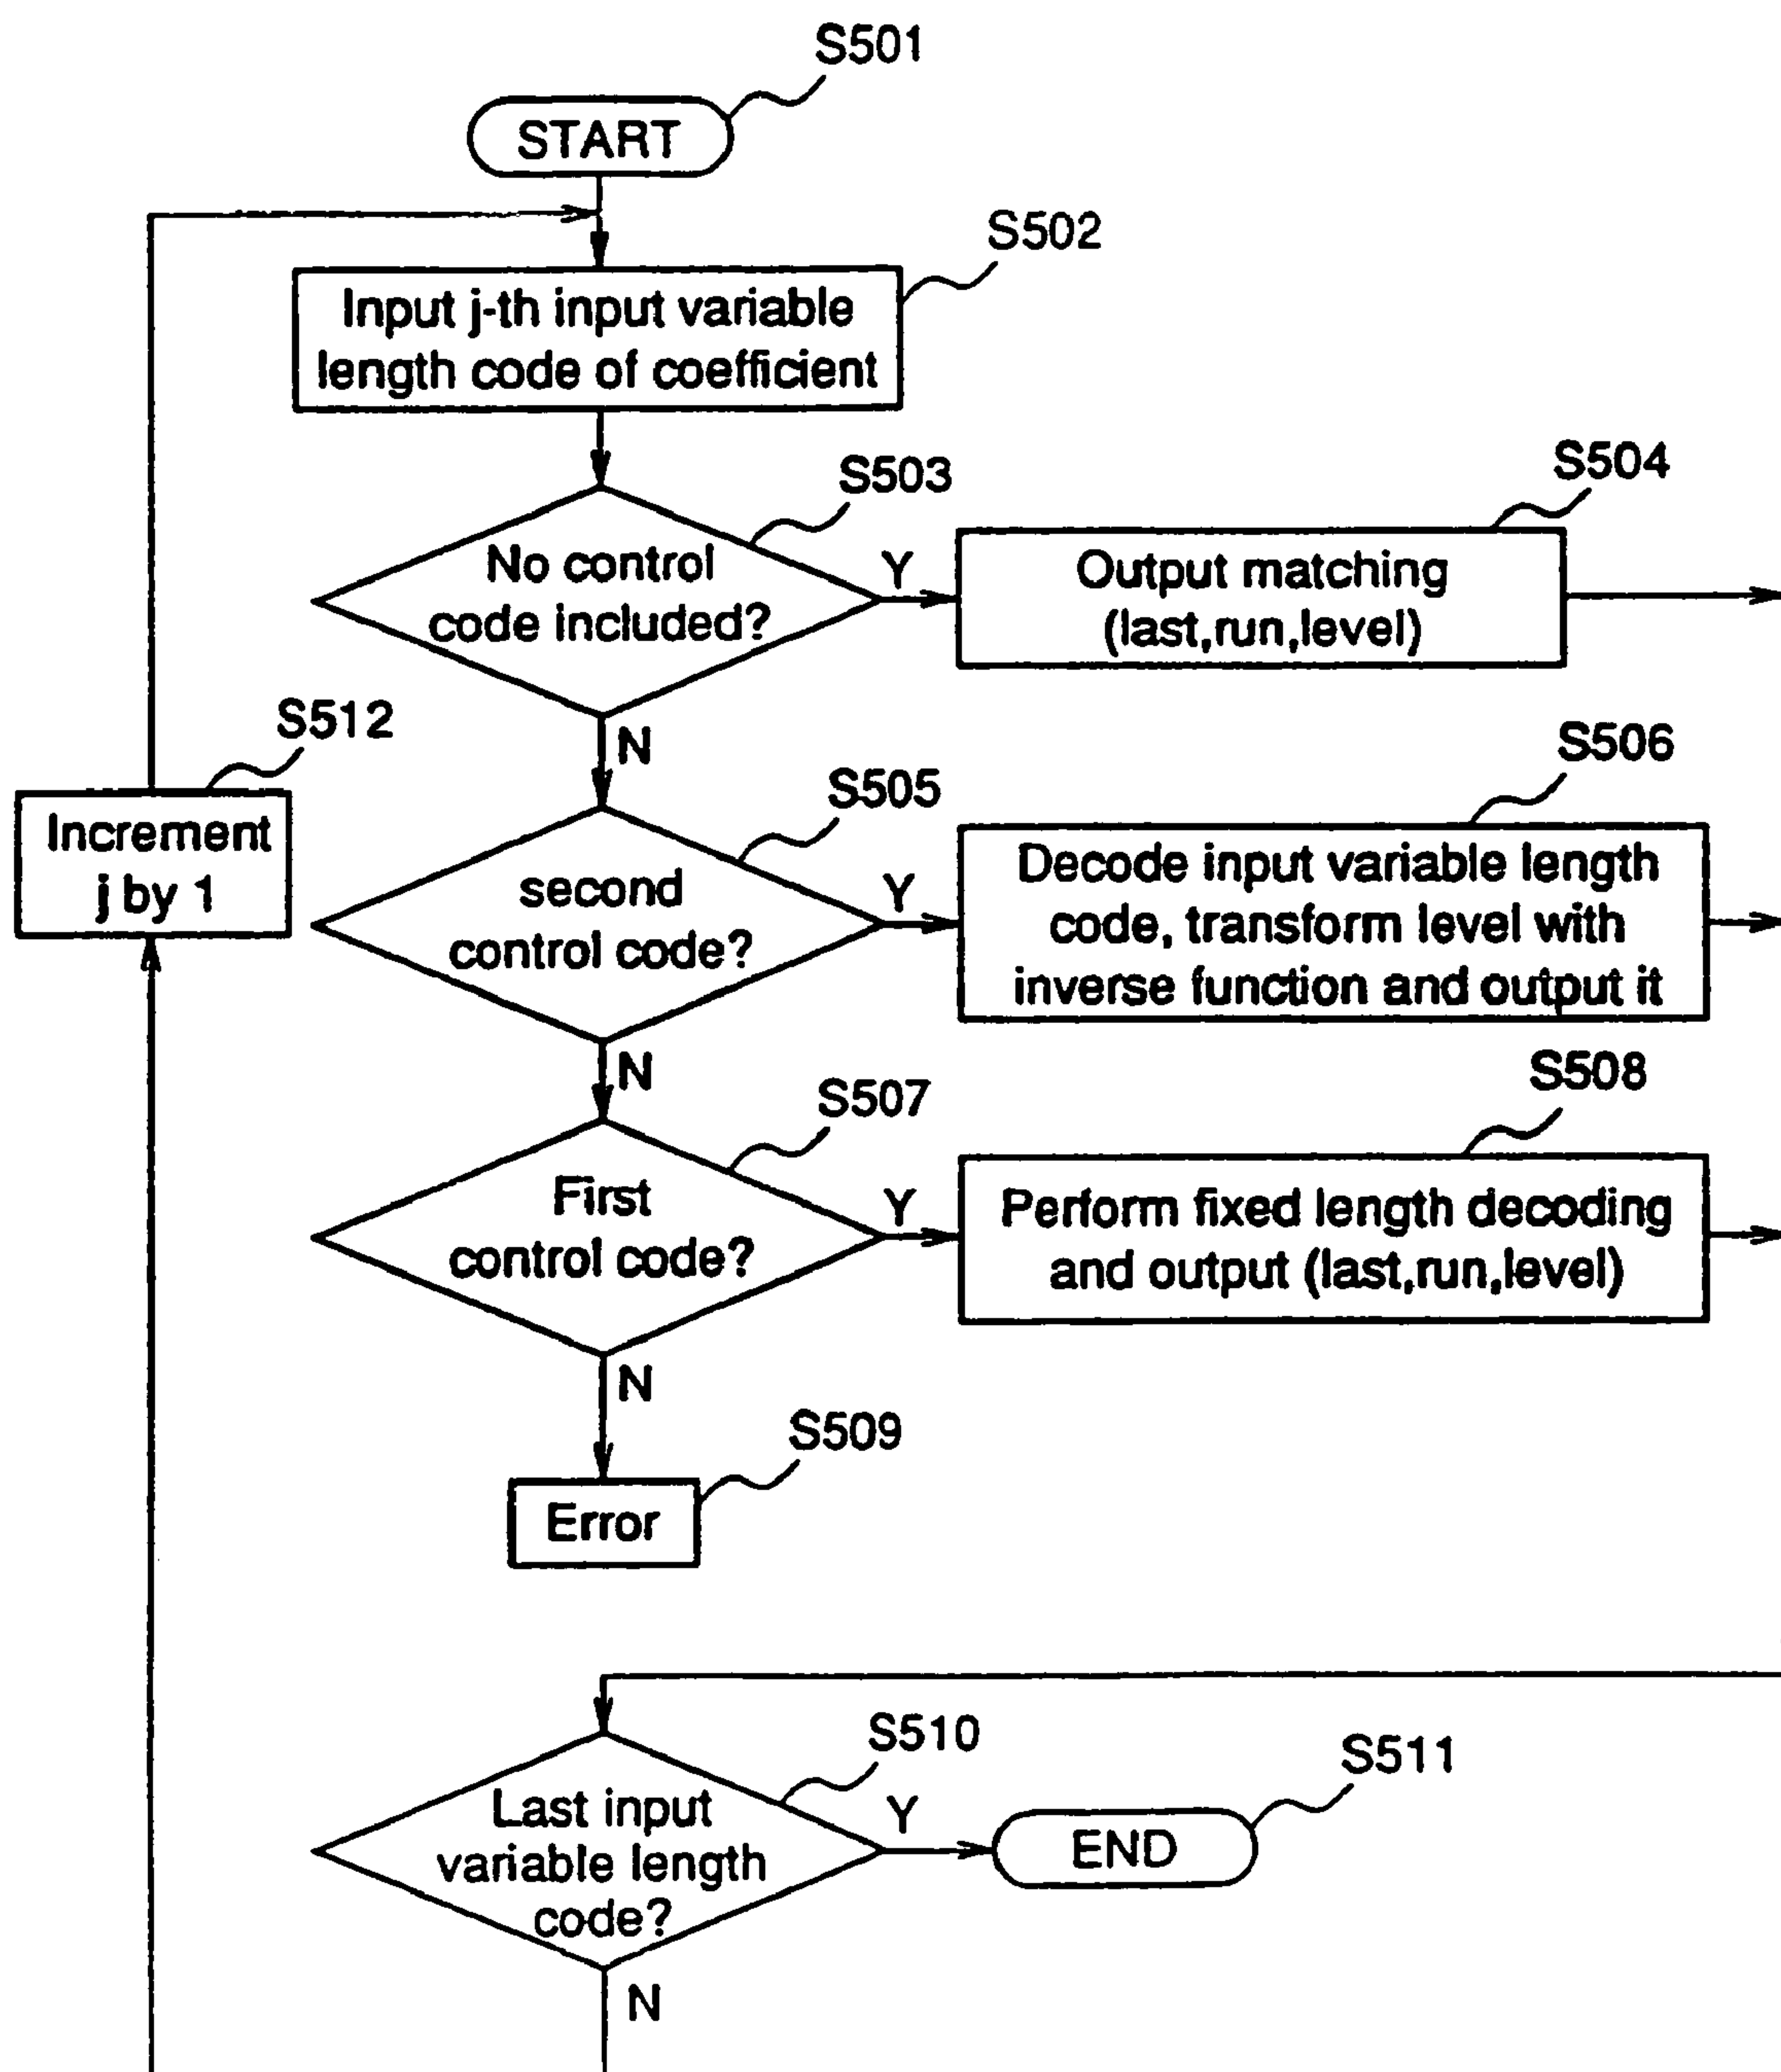 S501
START
S502
Input j-th input variable
length code of coefficient
S503
No control
code included?
Y
S504
Output matching
(last,run,level)
N
S512
Increment
j by 1
S505
second
control code?
Y
S506
Decode input variable length
code, transform level with
inverse function and output it
N
S507
First
control code?
Y
S508
Perform fixed length decoding
and output (last,run,level)
N
S509
Error
S510
Last input
variable length
code?
Y
S511
END
N